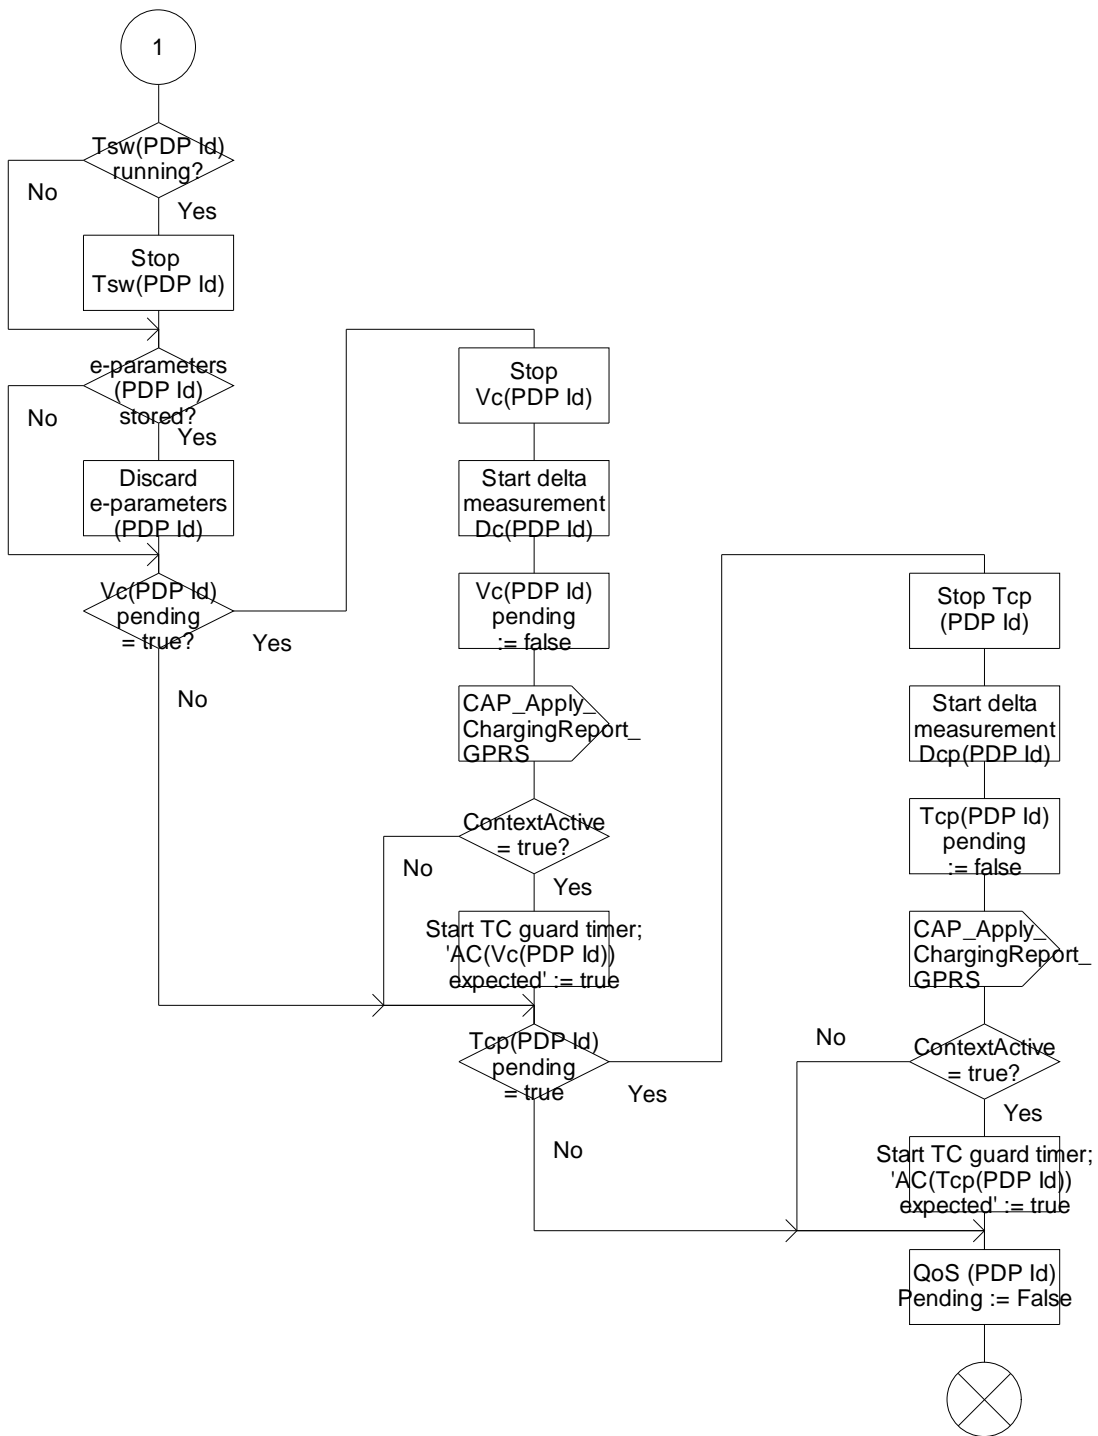 1
Tsw(PDP Id)
running?
No
Yes
Stop
Tsw(PDP Id)
e-parameters
(PDP Id)
stored?
No
Yes
Discard
e-parameters
(PDP Id)
Vc(PDP Id)
pending
= true?
Yes
No
Stop
Vc(PDP Id)
Start delta
measurement
Dc(PDP Id)
Vc(PDP Id)
pending
:= false
CAP_Apply_
ChargingReport_
GPRS
ContextActive
= true?
No
Yes
Start TC guard timer;
'AC(Vc(PDP Id))
expected' := true
Tcp(PDP Id)
pending
= true
Yes
No
Stop Tcp
(PDP Id)
Start delta
measurement
Dcp(PDP Id)
Tcp(PDP Id)
pending
:= false
CAP_Apply_
ChargingReport_
GPRS
ContextActive
= true?
No
Yes
Start TC guard timer;
'AC(Tcp(PDP Id))
expected' := true
QoS (PDP Id)
Pending := False